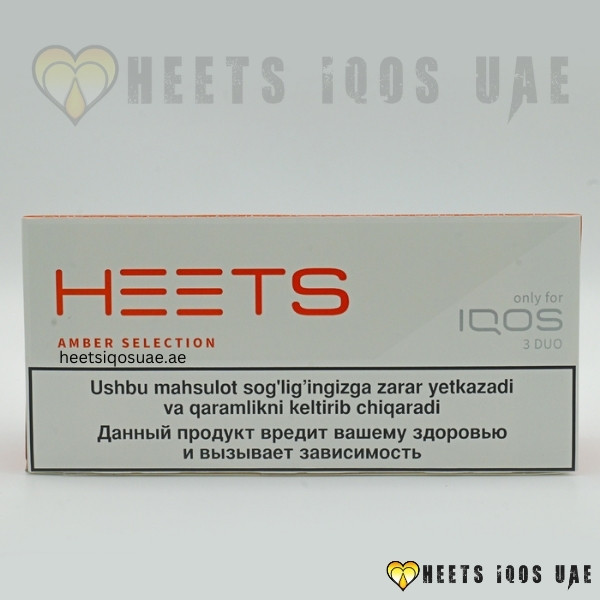 HEETS iQOS UAE
HEETS
only for
IQOS
3 DUO
AMBER SELECTION
heetsiqosuae.ae
Ushbu mahsulot sog'lig’ingizga zarar yetkazadi
va qaramlikni keltirib chiqaradi
Данный продукт вредит вашему здоровью
и вызывает зависимость
HEETS iQOS UAE